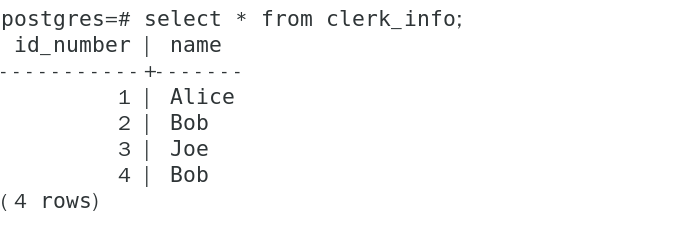 postgres=# select * from clerk_info;
 id_number | name
-----------+-------
         1 | Alice
         2 | Bob
         3 | Joe
         4 | Bob
(4 rows)